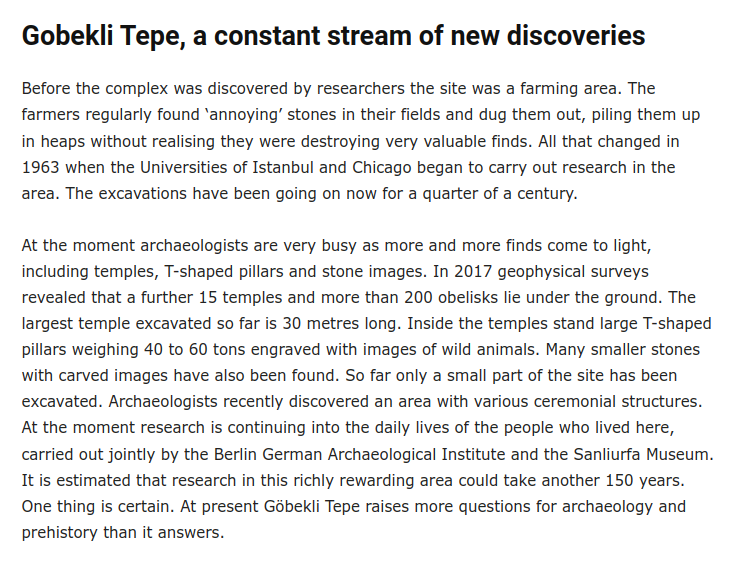 Gobekli Tepe, a constant stream of new discoveries
Before the complex was discovered by researchers the site was a farming area. The
farmers regularly found ‘annoying’ stones in their fields and dug them out, piling them up
in heaps without realising they were destroying very valuable finds. All that changed in
1963 when the Universities of Istanbul and Chicago began to carry out research in the
area. The excavations have been going on now for a quarter of a century.
At the moment archaeologists are very busy as more and more finds come to light,
including temples, T-shaped pillars and stone images. In 2017 geophysical surveys
revealed that a further 15 temples and more than 200 obelisks lie under the ground. The
largest temple excavated so far is 30 metres long. Inside the temples stand large T-shaped
pillars weighing 40 to 60 tons engraved with images of wild animals. Many smaller stones
with carved images have also been found. So far only a small part of the site has been
excavated. Archaeologists recently discovered an area with various ceremonial structures.
At the moment research is continuing into the daily lives of the people who lived here,
carried out jointly by the Berlin German Archaeological Institute and the Sanliurfa Museum.
It is estimated that research in this richly rewarding area could take another 150 years.
One thing is certain. At present Göbekli Tepe raises more questions for archaeology and
prehistory than it answers.